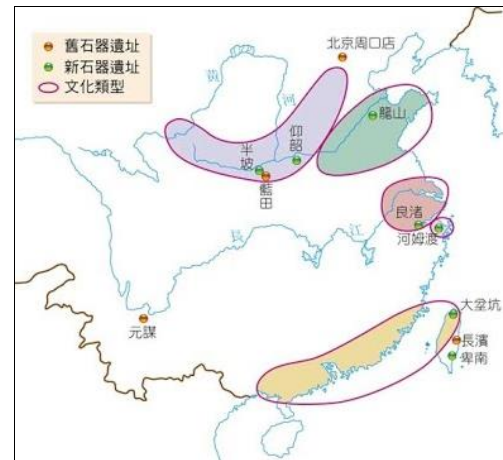 舊石器遺址
新石器遺址
文化類型
北京周口店
黃
河
龍山
仰韶
半坡
藍田
良渚
河姆渡
長
江
元謀
大坌坑
長濱
卑南